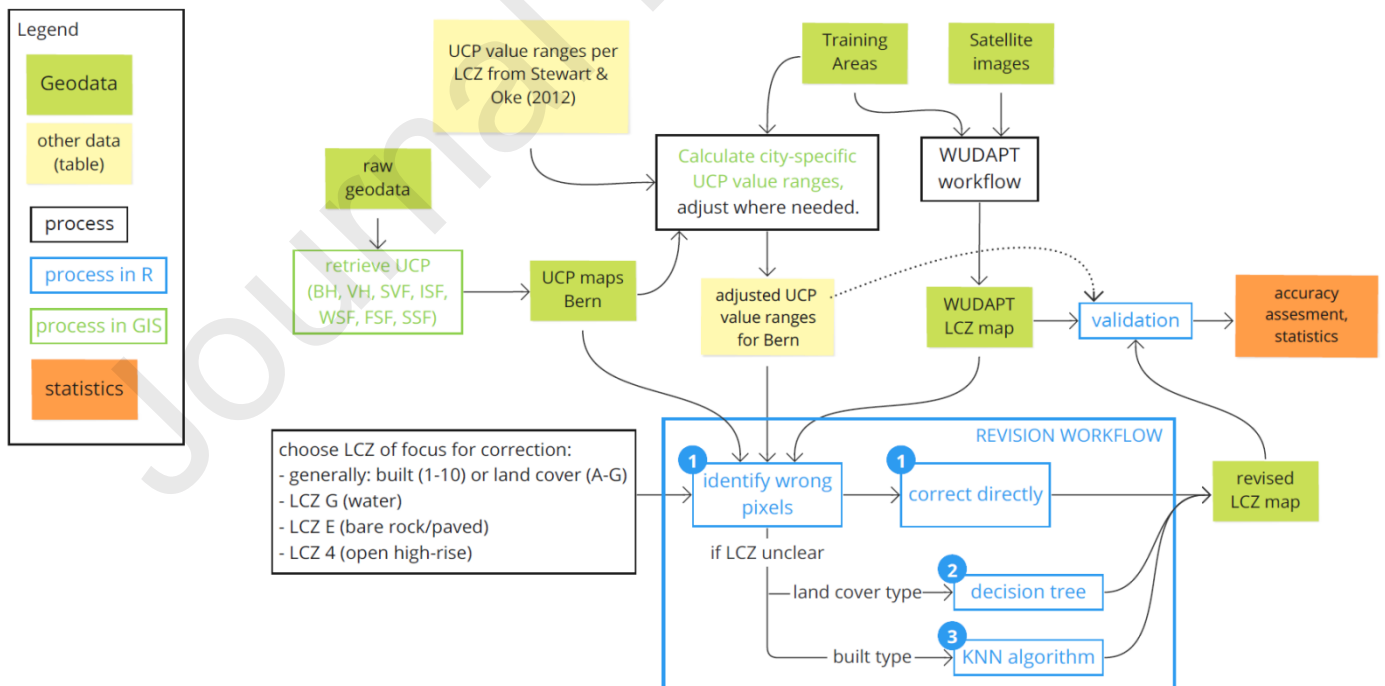 Legend
Geodata
other data
(table)
process
process in R
process in GIS
statistics
UCP value ranges per
LCZ from Stewart &
Oke (2012)
Training
Areas
Satellite
images
raw
geodata
Calculate city-specific
UCP value ranges,
adjust where needed.
WUDAPT
workflow
retrieve UCP
(BH, VH, SVF, ISF,
WSF, FSF, SSF)
UCP maps
Bern
adjusted UCP
value ranges
for Bern
WUDAPT
LCZ map
validation
accuracy
assesment,
statistics
choose LCZ of focus for correction:
- generally: built (1-10) or land cover (A-G)
- LCZ G (water)
- LCZ E (bare rock/paved)
- LCZ 4 (open high-rise)
REVISION WORKFLOW
1
identify wrong
pixels
1
correct directly
revised
LCZ map
if LCZ unclear
land cover type
2
decision tree
built type
3
KNN algorithm
Journal